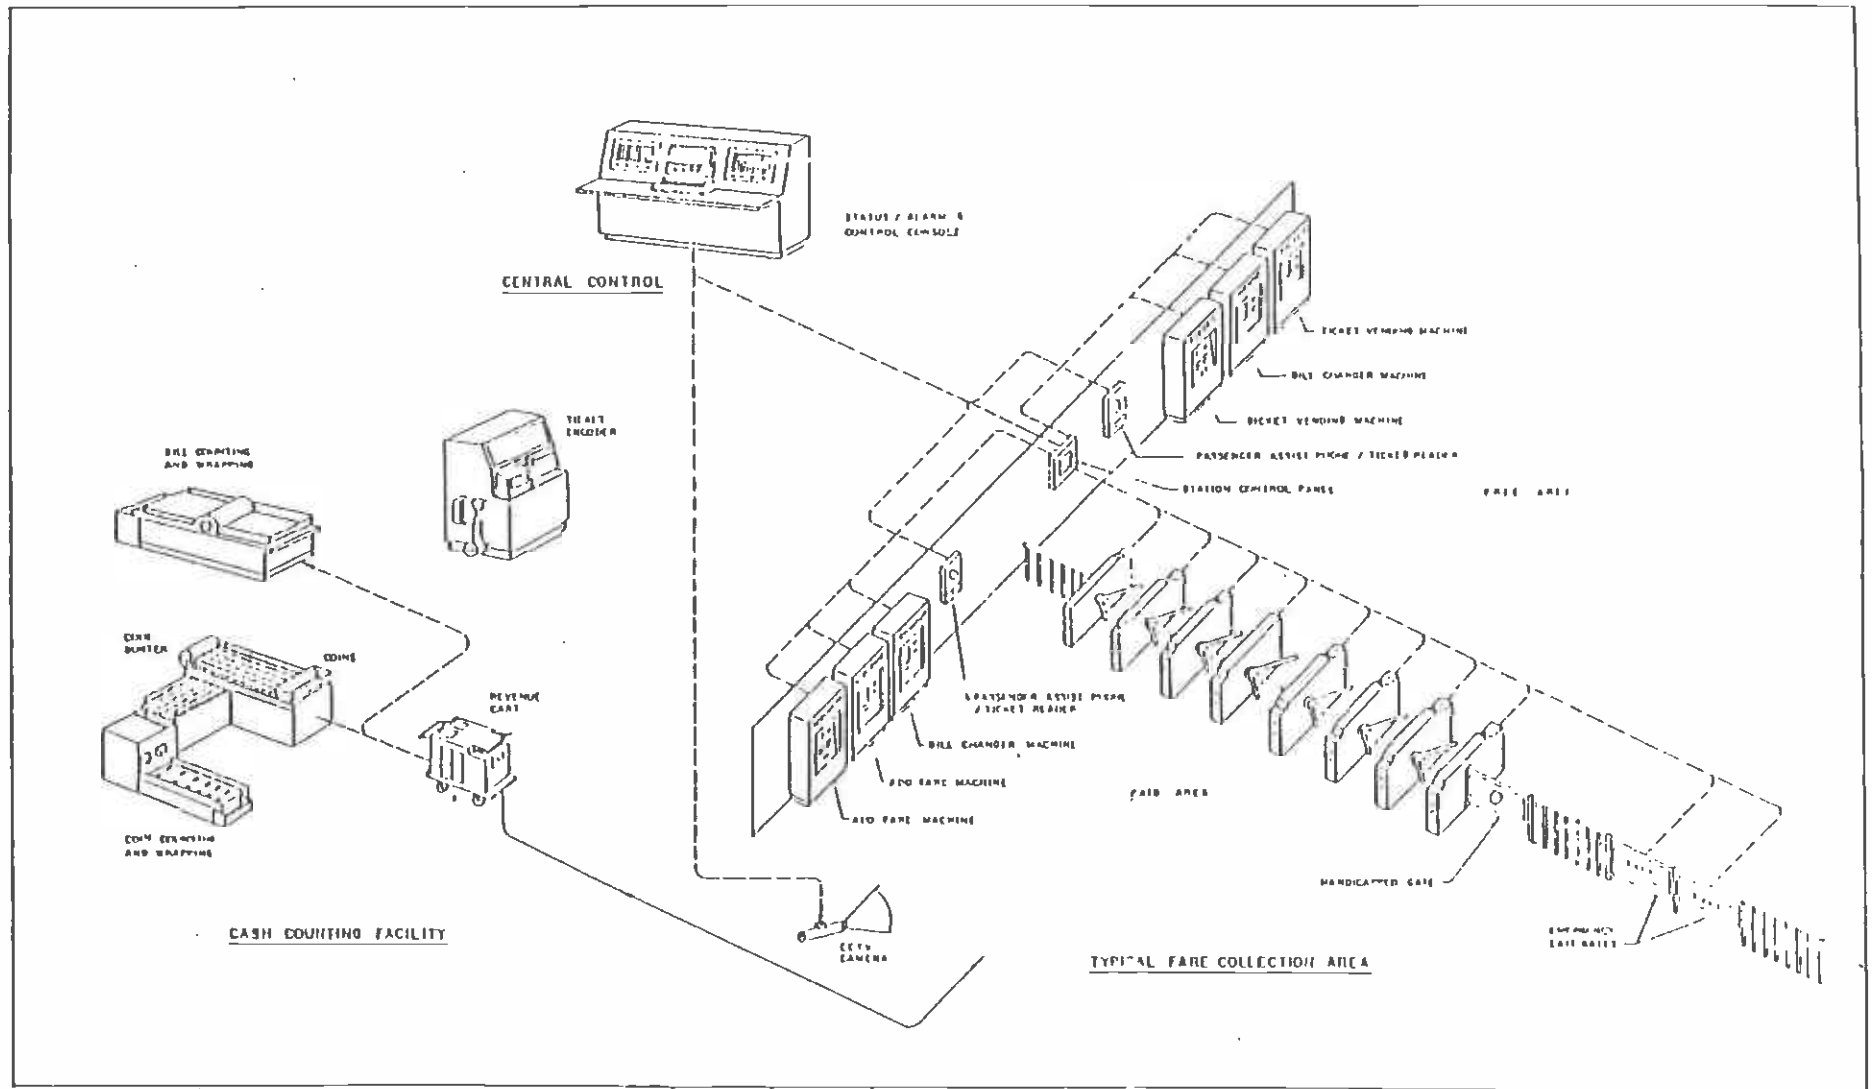 STATUS / ALARM &
CONTROL CONSOLE
CENTRAL CONTROL
TICKET VENDING MACHINE
BILL CHANGER MACHINE
TICKET VENDING MACHINE
PASSENGER ASSIST PHONE / TICKET READER
STATION CONTROL PANEL
FREE AREA
TICKET
ENCODER
BILL COUNTING
AND WRAPPING
COIN
SORTER
COINS
REVENUE
CART
COIN COUNTING
AND WRAPPING
CASH COUNTING FACILITY
PASSENGER ASSIST PHONE
/ TICKET READER
BILL CHANGER MACHINE
ADD FARE MACHINE
ADD FARE MACHINE
PAID AREA
HANDICAPPED GATE
EMERGENCY
EXIT GATES
CCTV
CAMERA
TYPICAL FARE COLLECTION AREA